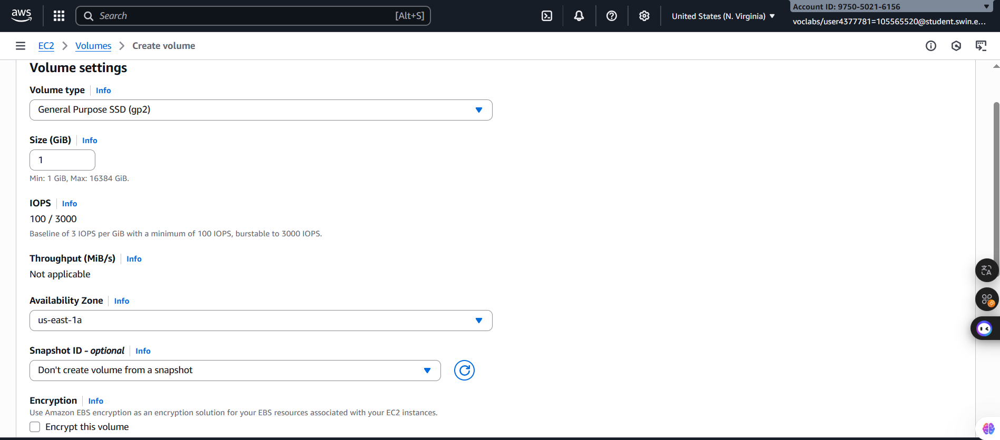 aws
Search [Alt+S]
United States (N. Virginia)
Account ID: 9750-5021-6156
voclabs/user4377781=105565520@student.swin.e...
EC2 Volumes Create volume
Volume settings
Volume type Info
General Purpose SSD (gp2)
Size (GiB) Info
1
Min: 1 GiB, Max: 16384 GiB.
IOPS Info
100 / 3000
Baseline of 3 IOPS per GiB with a minimum of 100 IOPS, burstable to 3000 IOPS.
Throughput (MiB/s) Info
Not applicable
Availability Zone Info
us-east-1a
Snapshot ID - optional Info
Don't create volume from a snapshot
Encryption Info
Use Amazon EBS encryption as an encryption solution for your EBS resources associated with your EC2 instances.
Encrypt this volume